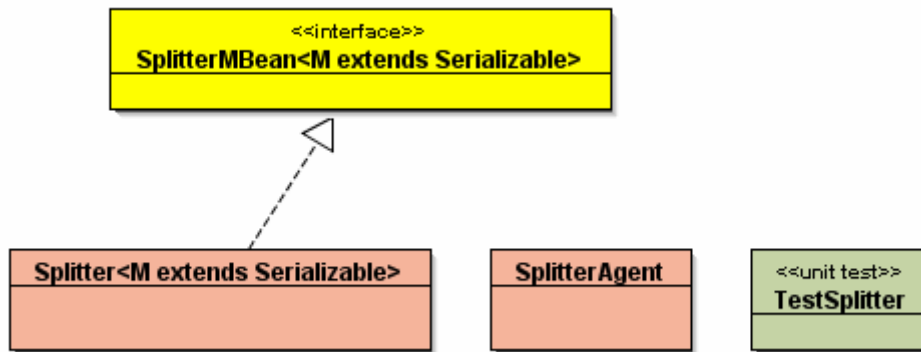 <<interface>>
SplitterMBean<M extends Serializable>
Splitter<M extends Serializable>
SplitterAgent
<<unit test>>
TestSplitter